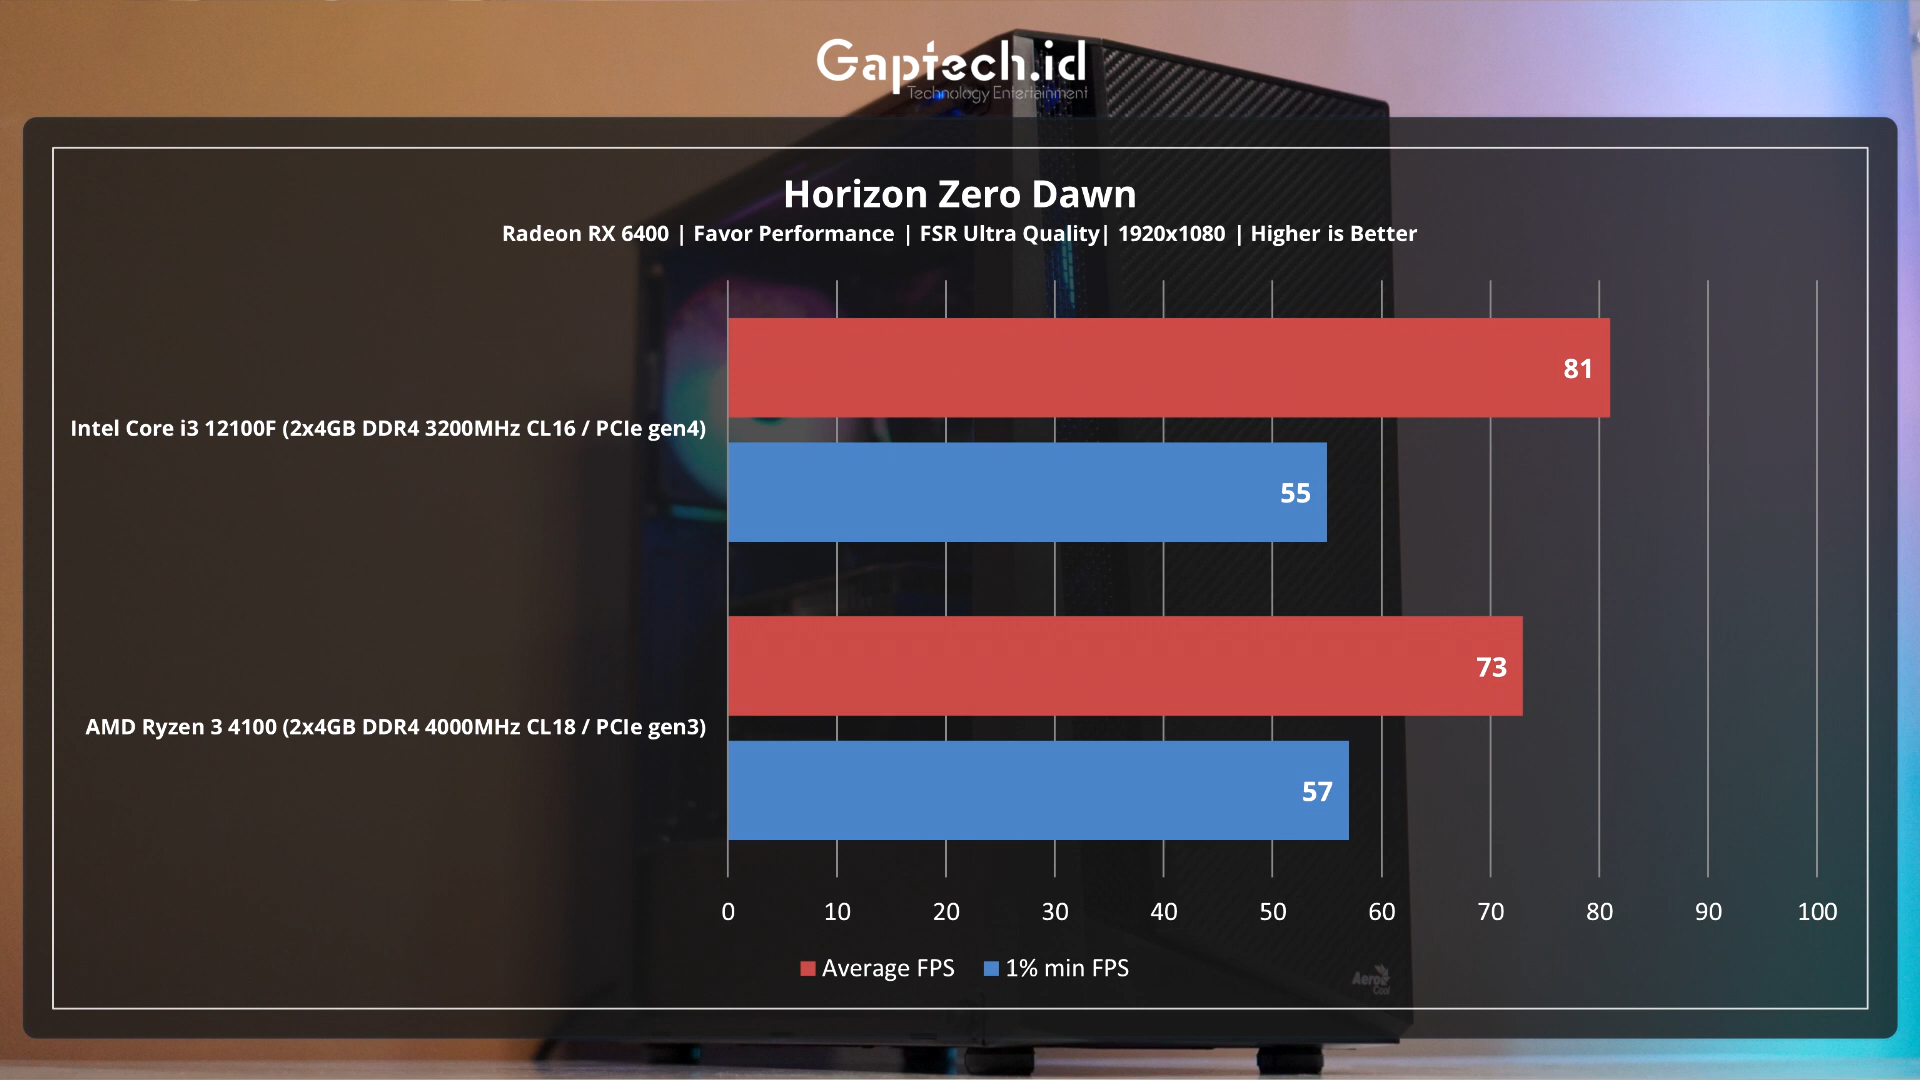 Gaptech.id
Technology Entertainment
Horizon Zero Dawn
Radeon RX 6400 | Favor Performance | FSR Ultra Quality| 1920x1080 | Higher is Better
81
Intel Core i3 12100F (2x4GB DDR4 3200MHz CL16 / PCIe gen4)
55
73
AMD Ryzen 3 4100 (2x4GB DDR4 4000MHz CL18 / PCIe gen3)
57
0 10 20 30 40 50 60 70 80 90 100
Average FPS 1% min FPS
Aero
Cool